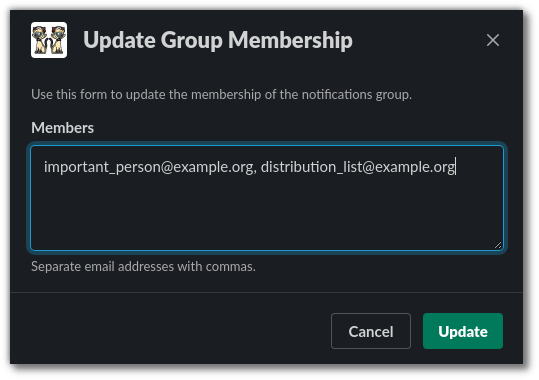 Update Group Membership
Use this form to update the membership of the notifications group.
Members
important_person@example.org, distribution_list@example.org
Separate email addresses with commas.
Cancel
Update